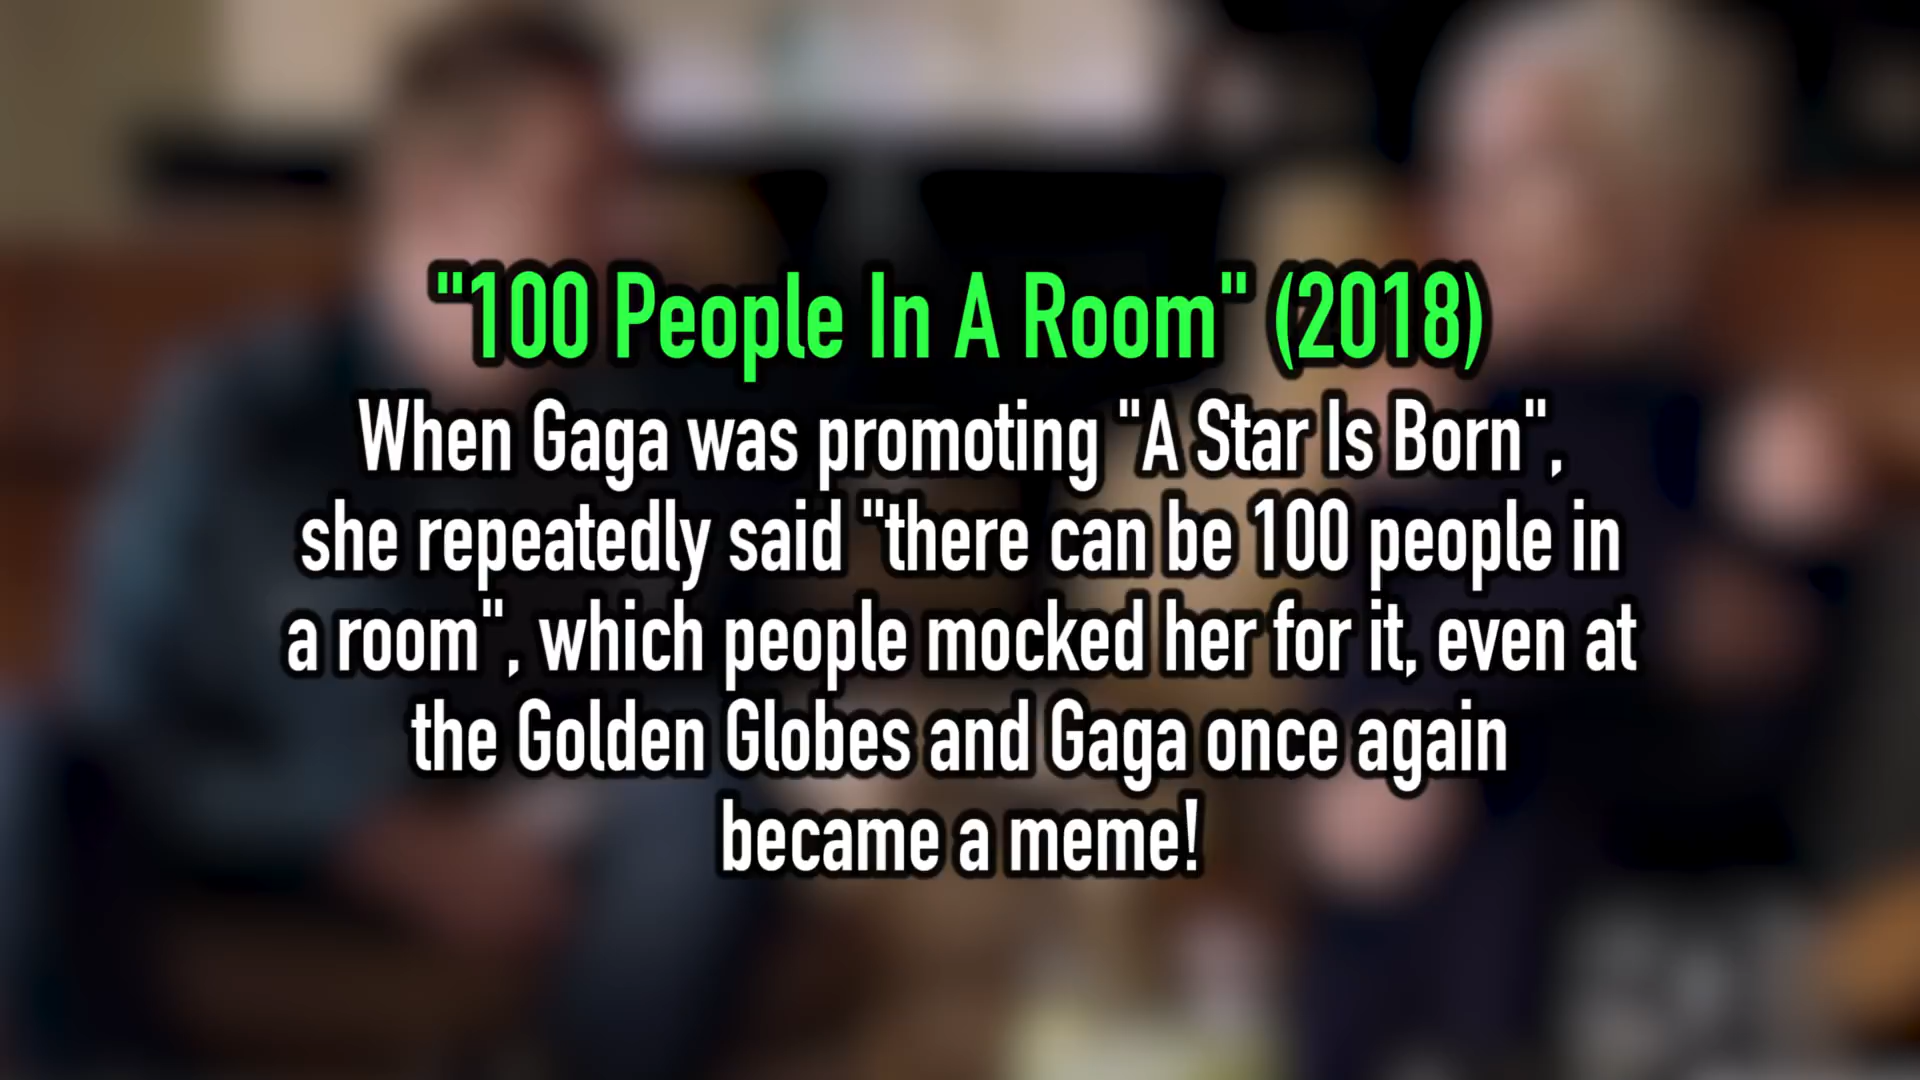 "100 People In A Room" (2018)
When Gaga was promoting "A Star Is Born",
she repeatedly said "there can be 100 people in
a room", which people mocked her for it, even at
the Golden Globes and Gaga once again
became a meme!